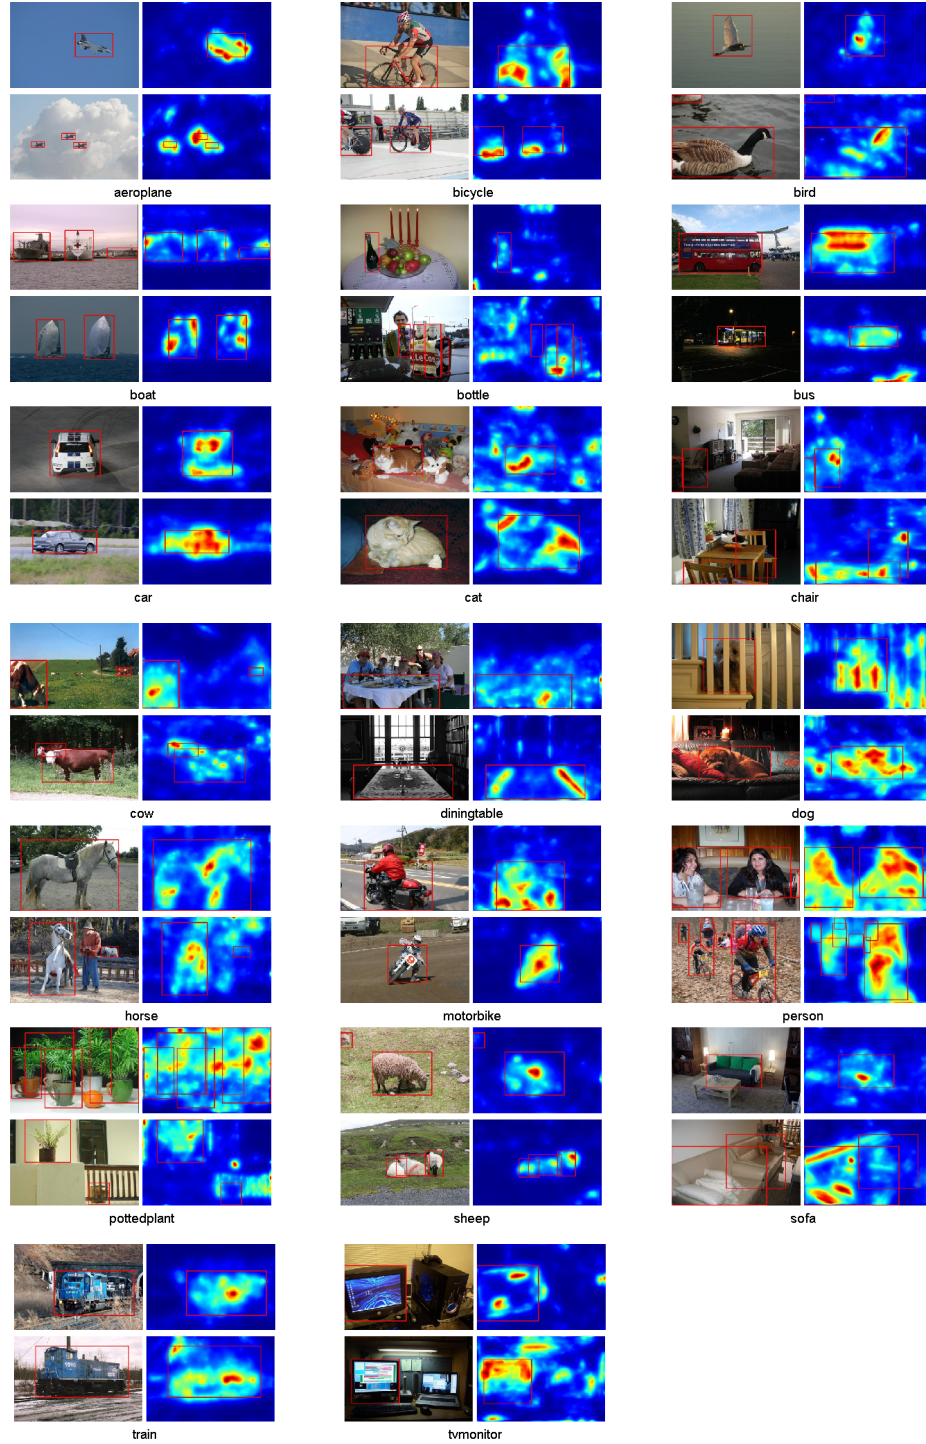 aeroplane
bicycle
bird
boat
bottle
bus
car
cat
chair
cow
diningtable
dog
horse
motorbike
person
pottedplant
sheep
sofa
train
tvmonitor